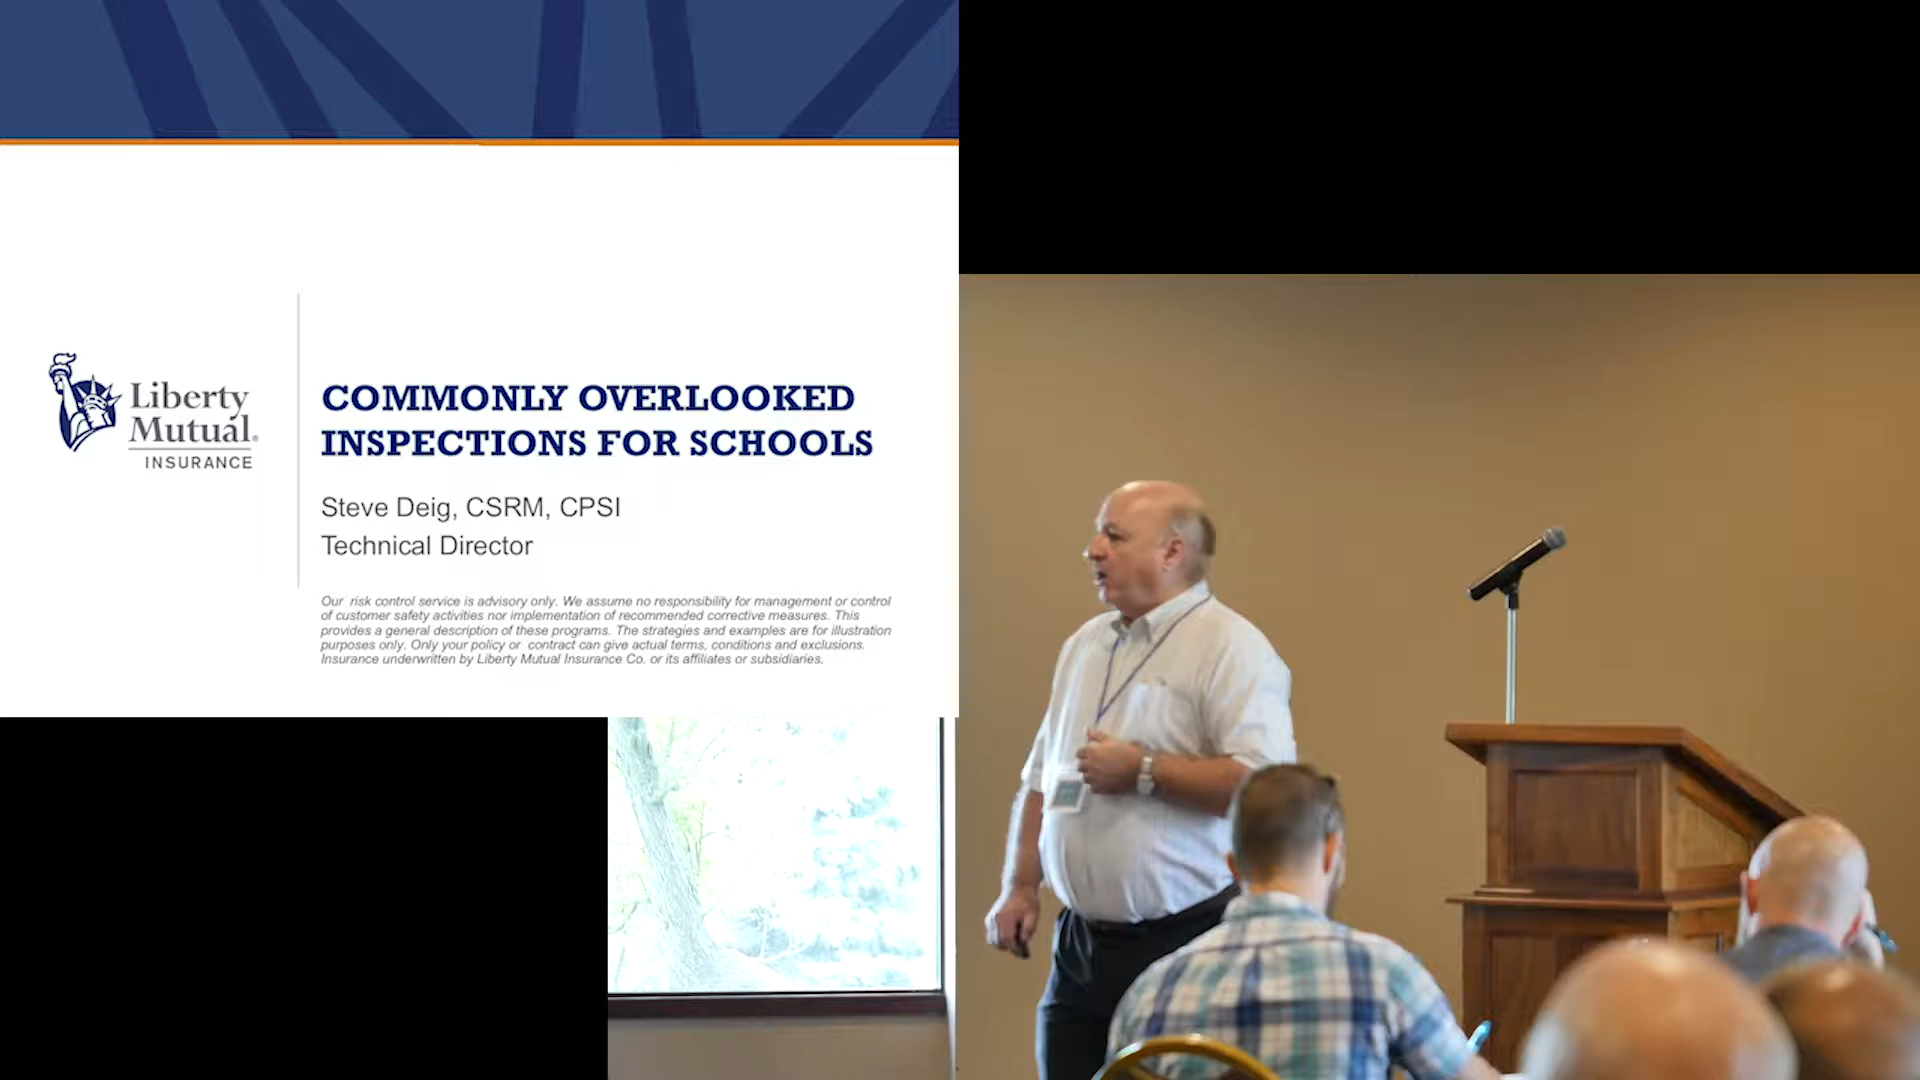 Liberty
Mutual.
INSURANCE
COMMONLY OVERLOOKED
INSPECTIONS FOR SCHOOLS
Steve Deig, CSRM, CPSI
Technical Director
Our risk control service is advisory only. We assume no responsibility for management or control
of customer safety activities nor implementation of recommended corrective measures. This
provides a general description of these programs. The strategies and examples are for illustration
purposes only. Only your policy or contract can give actual terms, conditions and exclusions.
Insurance underwritten by Liberty Mutual Insurance Co. or its affiliates or subsidiaries.